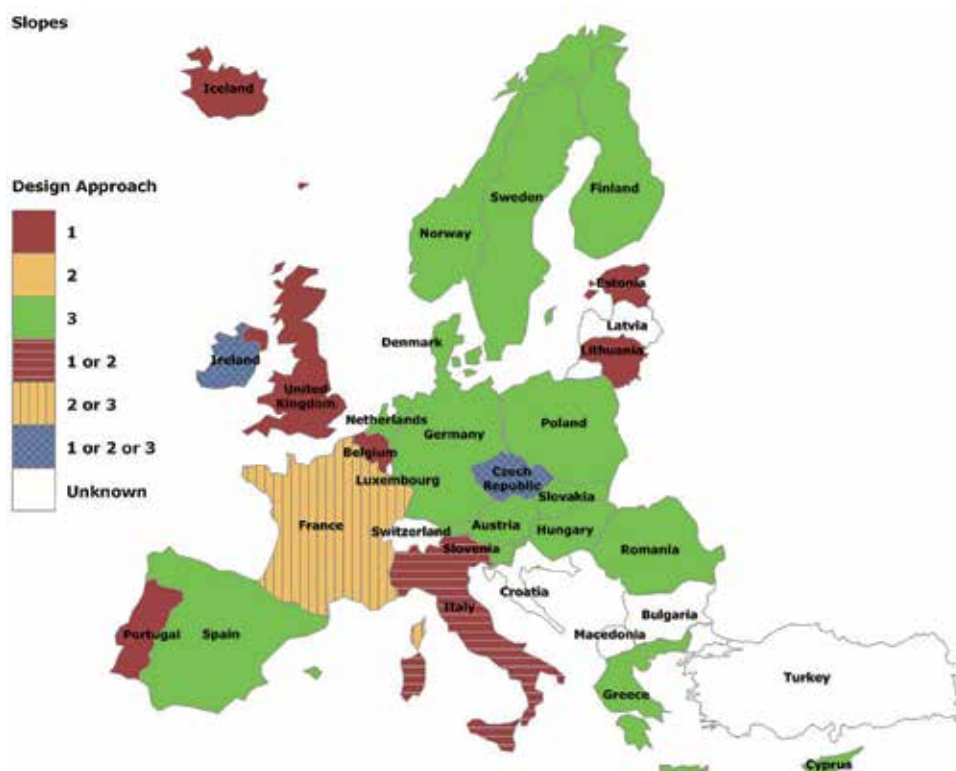 Slopes
Iceland
Design Approach
1
2
3
1 or 2
2 or 3
1 or 2 or 3
Unknown
Finland
Sweden
Norway
Estonia
Latvia
Lithuania
Denmark
Ireland
United
Kingdom
Netherlands
Germany
Poland
Belgium
Luxembourg
Czech
Republic
Slovakia
France
Switzerland
Austria
Hungary
Slovenia
Romania
Croatia
Italy
Bulgaria
Macedonia
Portugal
Spain
Turkey
Greece
Cyprus